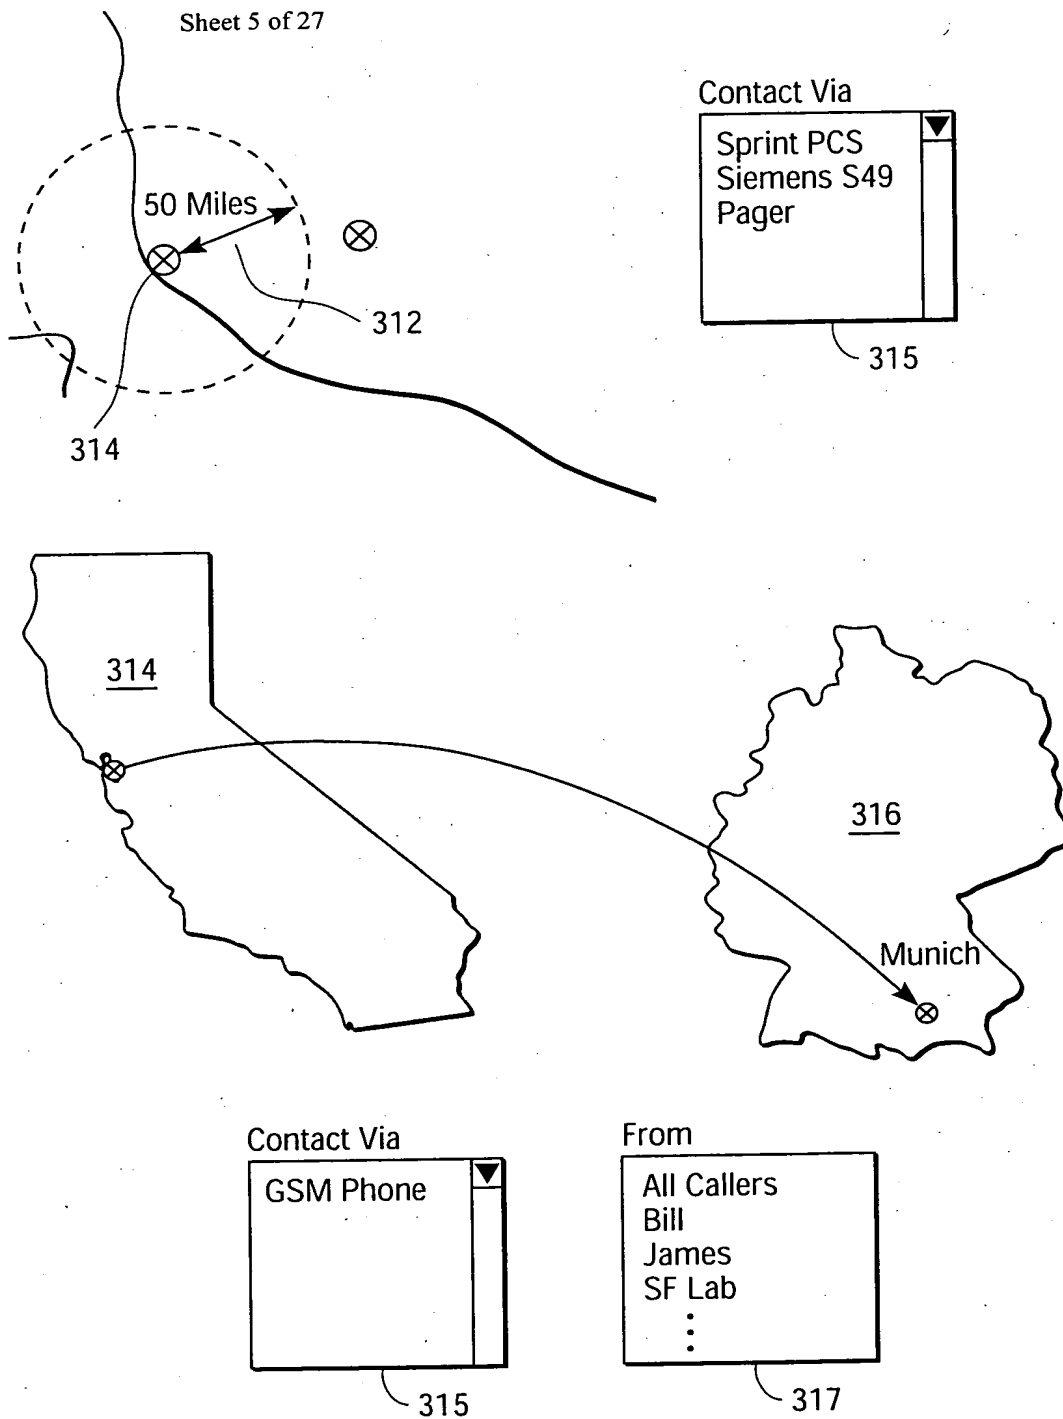 Sheet 5 of 27
Contact Via
Sprint PCS
Siemens S49
Pager
315
50 Miles
312
314
314
316
Munich
Contact Via
GSM Phone
315
From
All Callers
Bill
James
SF Lab
317